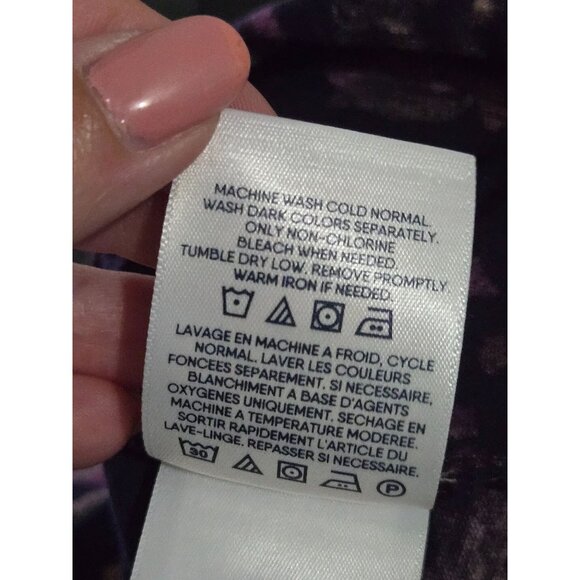 MACHINE WASH COLD NORMAL.
WASH DARK COLORS SEPARATELY.
ONLY NON-CHLORINE
BLEACH WHEN NEEDED.
TUMBLE DRY LOW. REMOVE PROMPTLY.
WARM IRON IF NEEDED.
LAVAGE EN MACHINE A FROID, CYCLE
NORMAL. LAVER LES COULEURS
FONCEES SEPAREMENT. SI NECESSAIRE,
BLANCHIMENT A BASE D'AGENTS
OXYGENES UNIQUEMENT. SECHAGE EN
MACHINE A TEMPERATURE MODEREE.
SORTIR RAPIDEMENT L'ARTICLE DU
LAVE-LINGE. REPASSER SI NECESSAIRE.
30 P